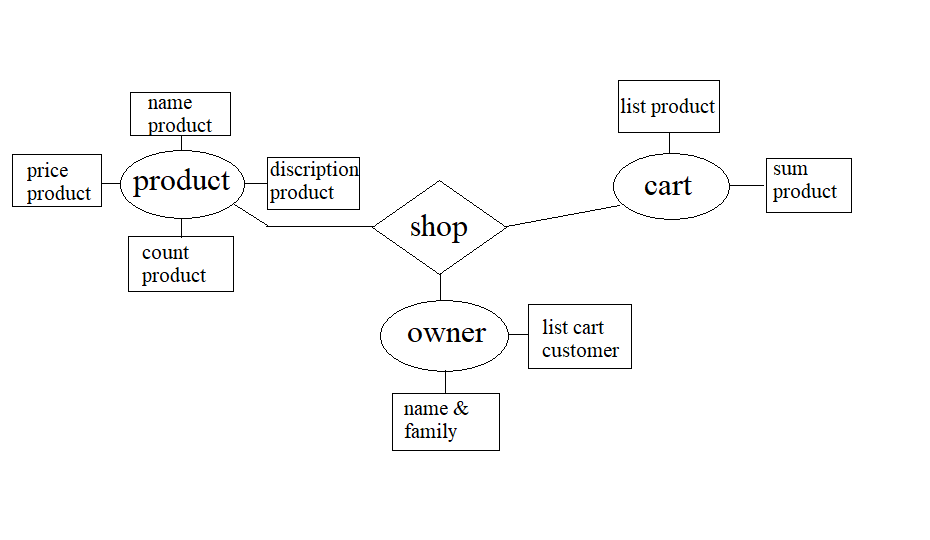 name
product
price
product
product
discription
product
count
product
shop
list product
cart
sum
product
owner
list cart
customer
name &
family